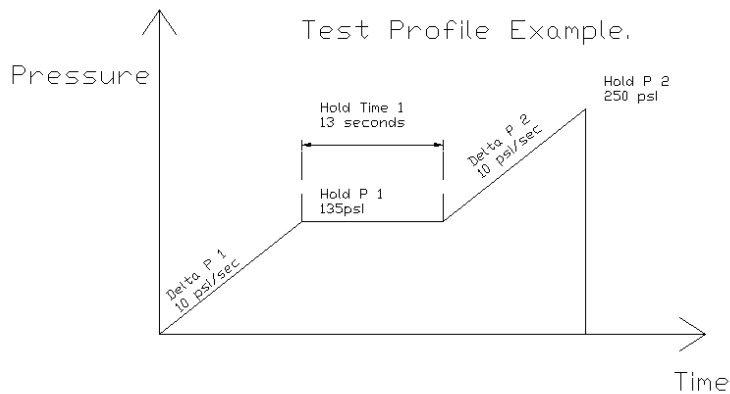 Test Profile Example.
Pressure
Hold P 2
250 psi
Hold Time 1
13 seconds
Delta P 2
10 psi/sec
Hold P 1
135psi
Delta P 1
10 psi/sec
Time